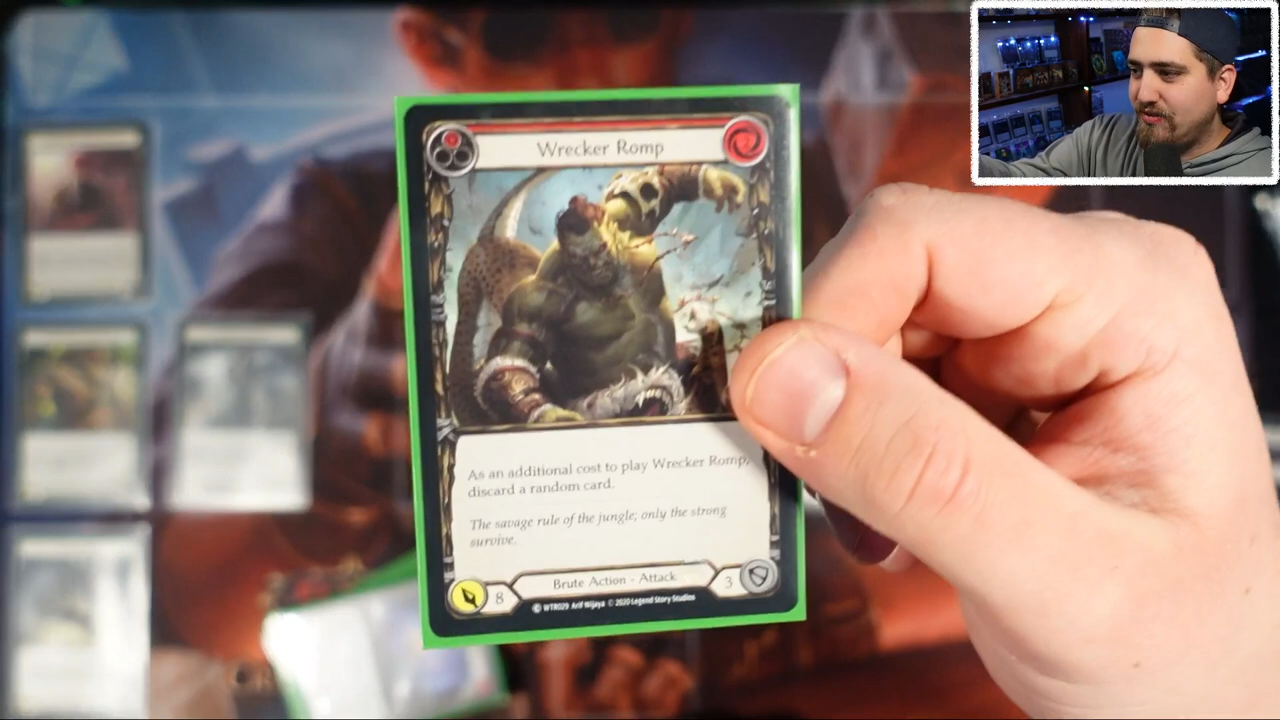 Wrecker Romp
As an additional cost to play Wrecker Romp,
discard a random card.
The savage rule of the jungle; only the strong
survive.
8
Brute Action - Attack
3
C WTR029 Arif Wijaya © 2020 Legend Story Studios